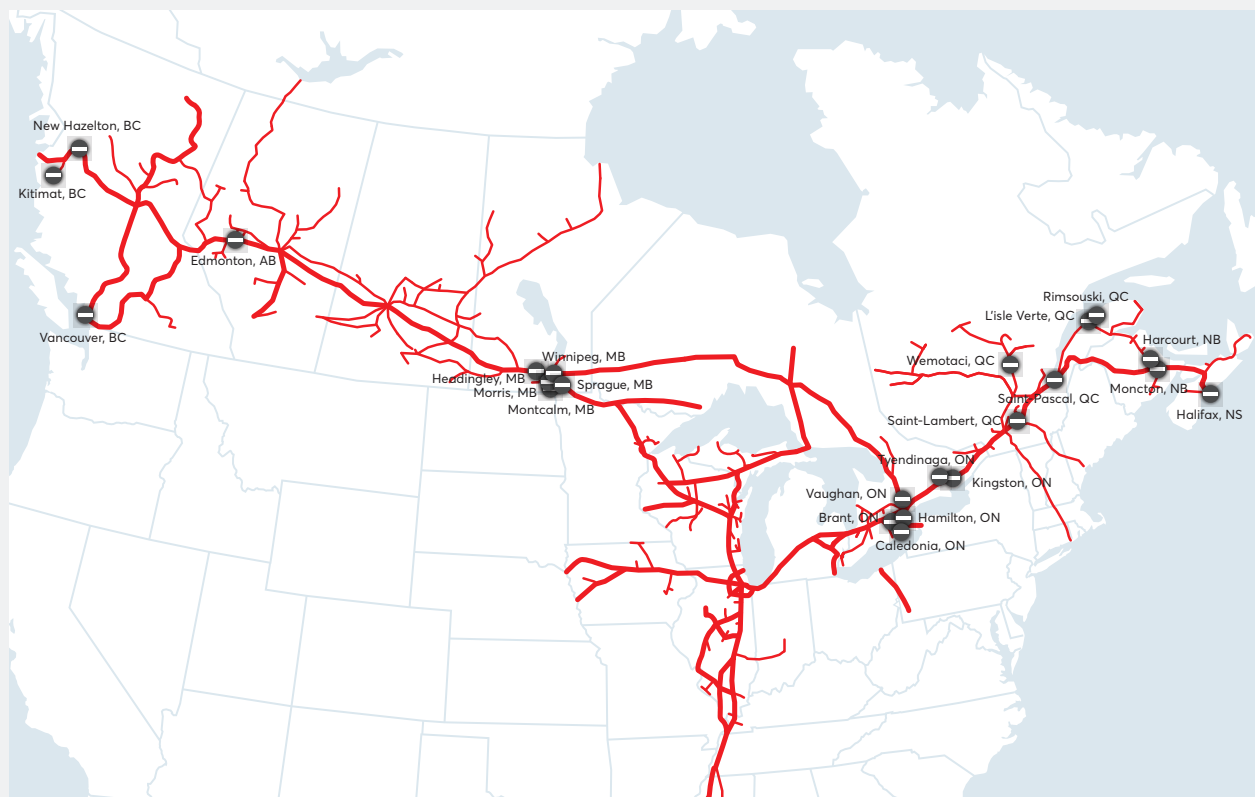 New Hazelton, BC
Kitimat, BC
Edmonton, AB
Vancouver, BC
Winnipeg, MB
Headingley, MB
Sprague, MB
Morris, MB
Montcalm, MB
Rimsouski, QC
L'isle Verte, QC
Harcourt, NB
Wemotaci, QC
Moncton, NB
Saint-Pascal, QC
Halifax, NS
Saint-Lambert, QC
Tyendinaga, ON
Kingston, ON
Vaughan, ON
Brant, ON
Hamilton, ON
Caledonia, ON